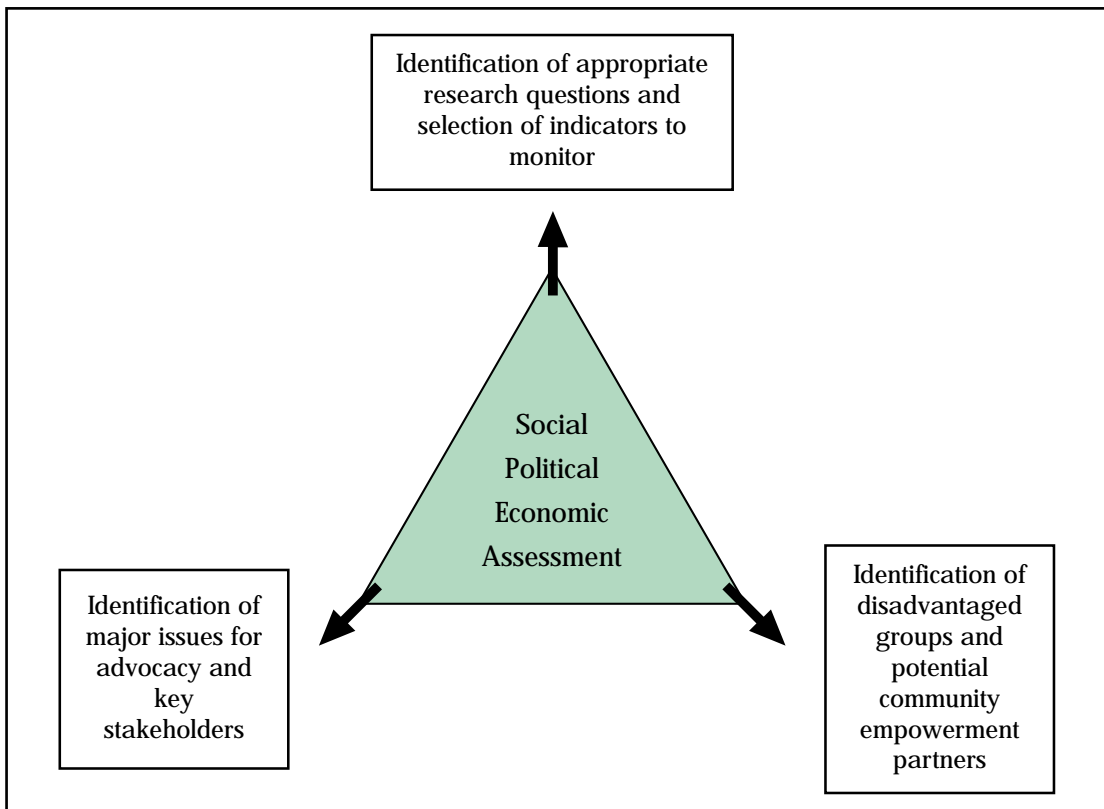 Identification of appropriate
research questions and
selection of indicators to
monitor
Social
Political
Economic
Assessment
Identification of
major issues for
advocacy and
key
stakeholders
Identification of
disadvantaged
groups and
potential
community
empowerment
partners